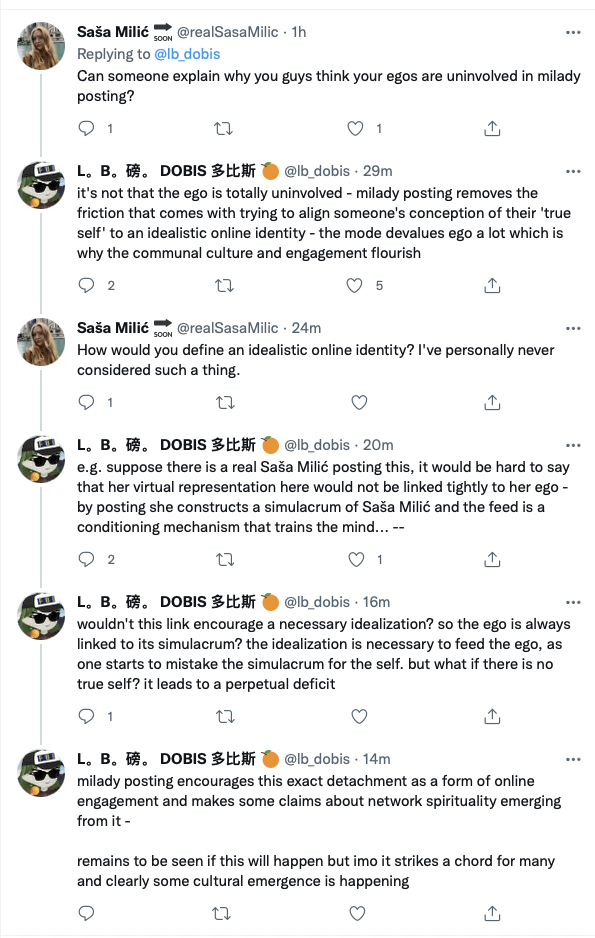 Saša Milić SOON @realSasaMilic · 1h
Replying to @lb_dobis
Can someone explain why you guys think your egos are uninvolved in milady
posting?
1 1
L。B。磅。 DOBIS 多比斯 🍊 @lb_dobis · 29m
it's not that the ego is totally uninvolved - milady posting removes the
friction that comes with trying to align someone's conception of their 'true
self' to an idealistic online identity - the mode devalues ego a lot which is
why the communal culture and engagement flourish
2 5
Saša Milić SOON @realSasaMilic · 24m
How would you define an idealistic online identity? I've personally never
considered such a thing.
1
L。B。磅。 DOBIS 多比斯 🍊 @lb_dobis · 20m
e.g. suppose there is a real Saša Milić posting this, it would be hard to say
that her virtual representation here would not be linked tightly to her ego -
by posting she constructs a simulacrum of Saša Milić and the feed is a
conditioning mechanism that trains the mind... --
2 1
L。B。磅。 DOBIS 多比斯 🍊 @lb_dobis · 16m
wouldn't this link encourage a necessary idealization? so the ego is always
linked to its simulacrum? the idealization is necessary to feed the ego, as
one starts to mistake the simulacrum for the self. but what if there is no
true self? it leads to a perpetual deficit
1
L。B。磅。 DOBIS 多比斯 🍊 @lb_dobis · 14m
milady posting encourages this exact detachment as a form of online
engagement and makes some claims about network spirituality emerging
from it -
remains to be seen if this will happen but imo it strikes a chord for many
and clearly some cultural emergence is happening